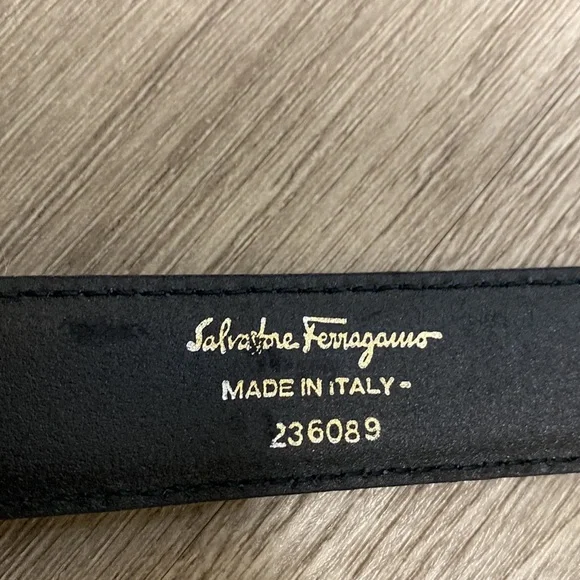 Salvatore Ferragamo
MADE IN ITALY -
236089